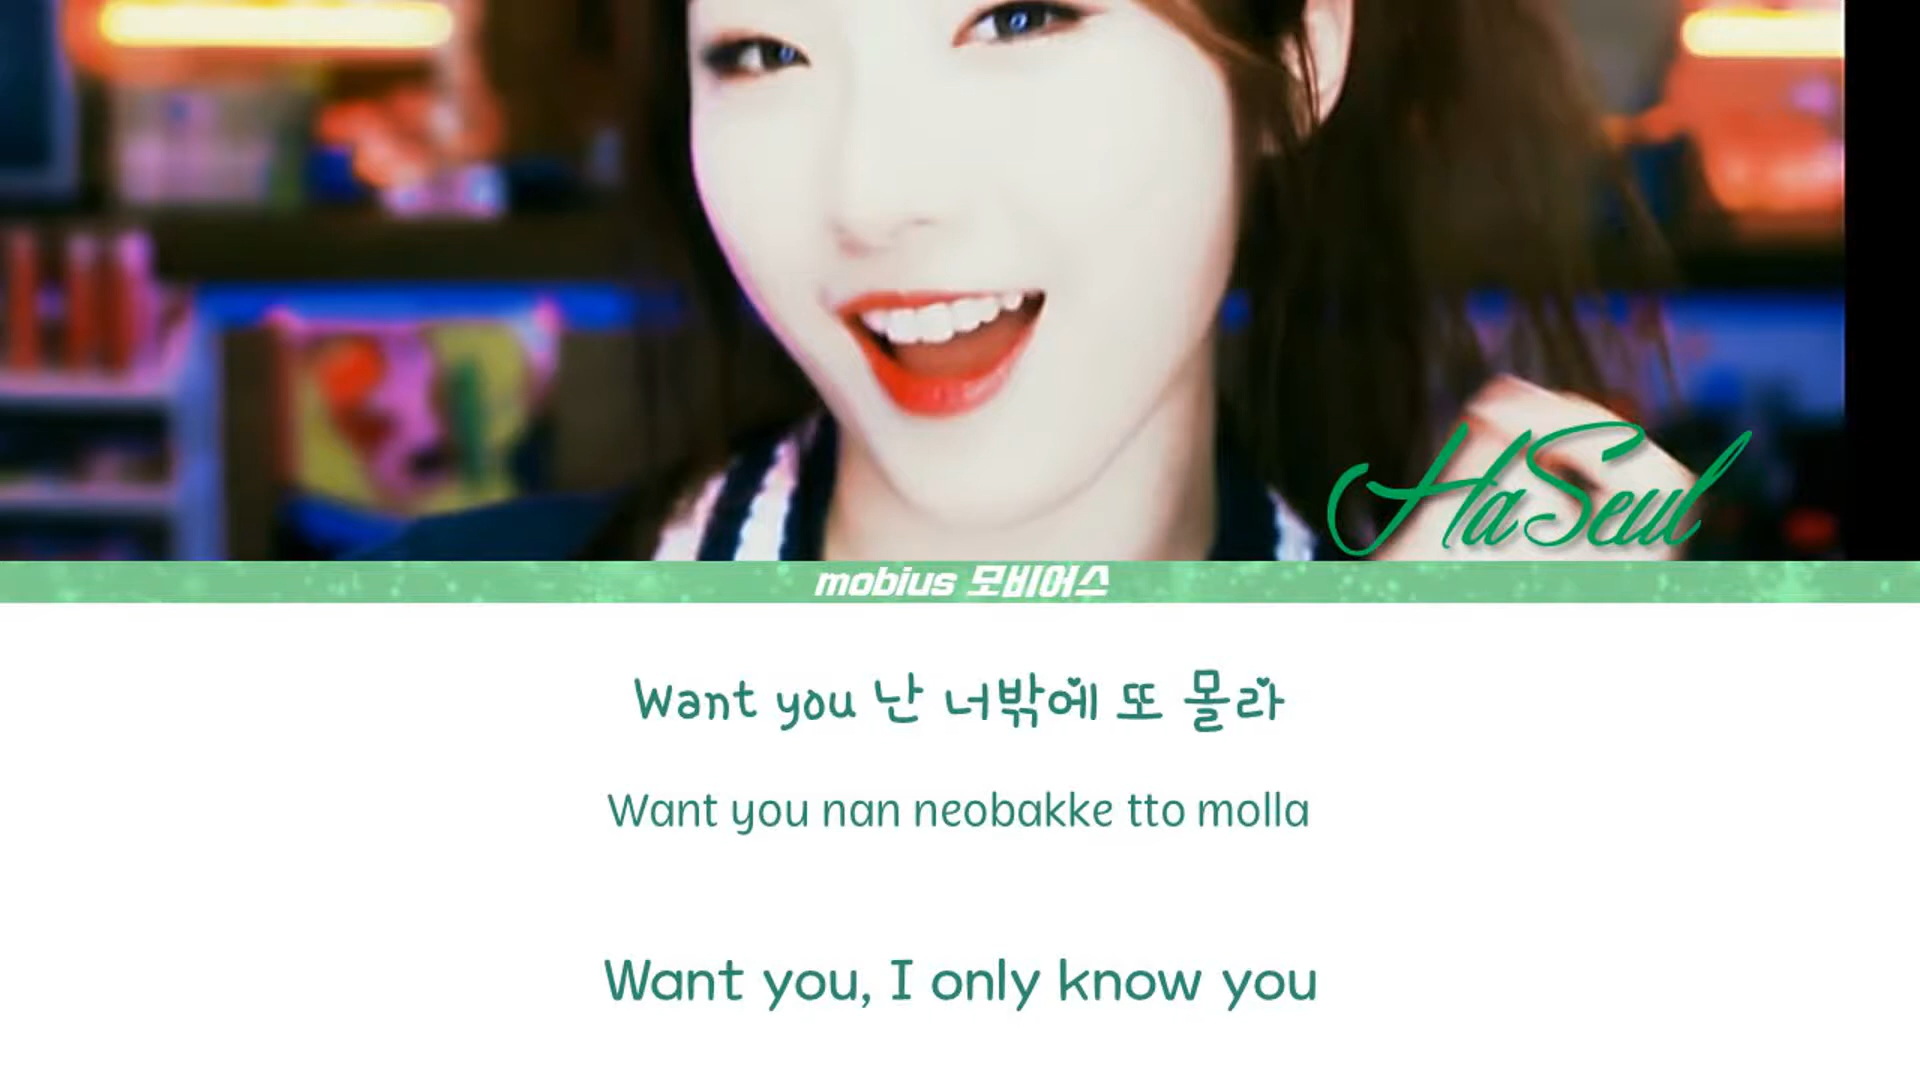 HaSeul
mobius 모비어스
Want you 난 너밖에 또 몰라
Want you nan neobakke tto molla
Want you, I only know you